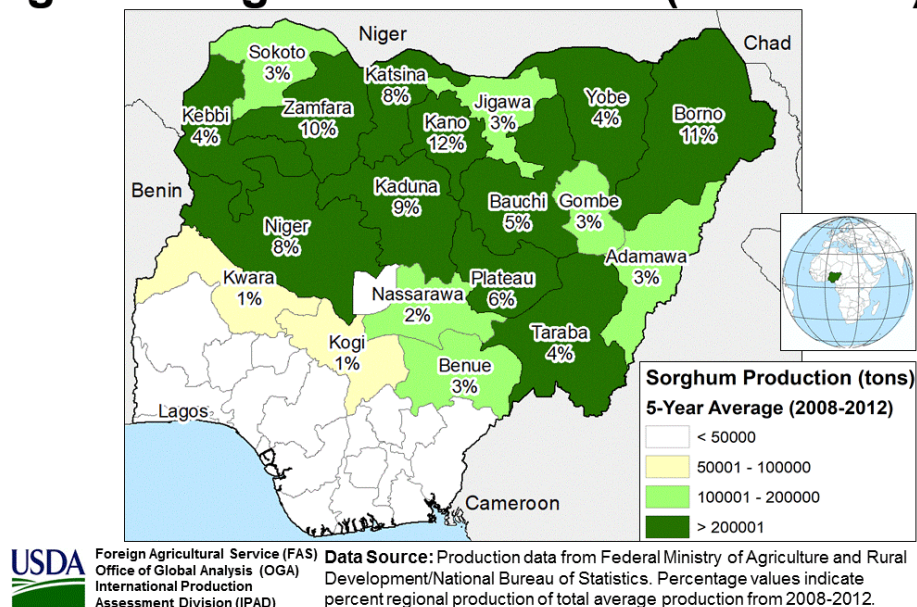 Niger
Chad
Sokoto
3%
Katsina
8%
Jigawa
3%
Yobe
4%
Borno
11%
Kebbi
4%
Zamfara
10%
Kano
12%
Benin
Kaduna
9%
Bauchi
5%
Gombe
3%
Niger
8%
Adamawa
3%
Kwara
1%
Nassarawa
2%
Plateau
6%
Taraba
4%
Kogi
1%
Benue
3%
Lagos
Cameroon
Sorghum Production (tons)
5-Year Average (2008-2012)
< 50000
50001 - 100000
100001 - 200000
> 200001
USDA
Foreign Agricultural Service (FAS)
Office of Global Analysis (OGA)
International Production
Assessment Division (IPAD)
Data Source: Production data from Federal Ministry of Agriculture and Rural
Development/National Bureau of Statistics. Percentage values indicate
percent regional production of total average production from 2008-2012.